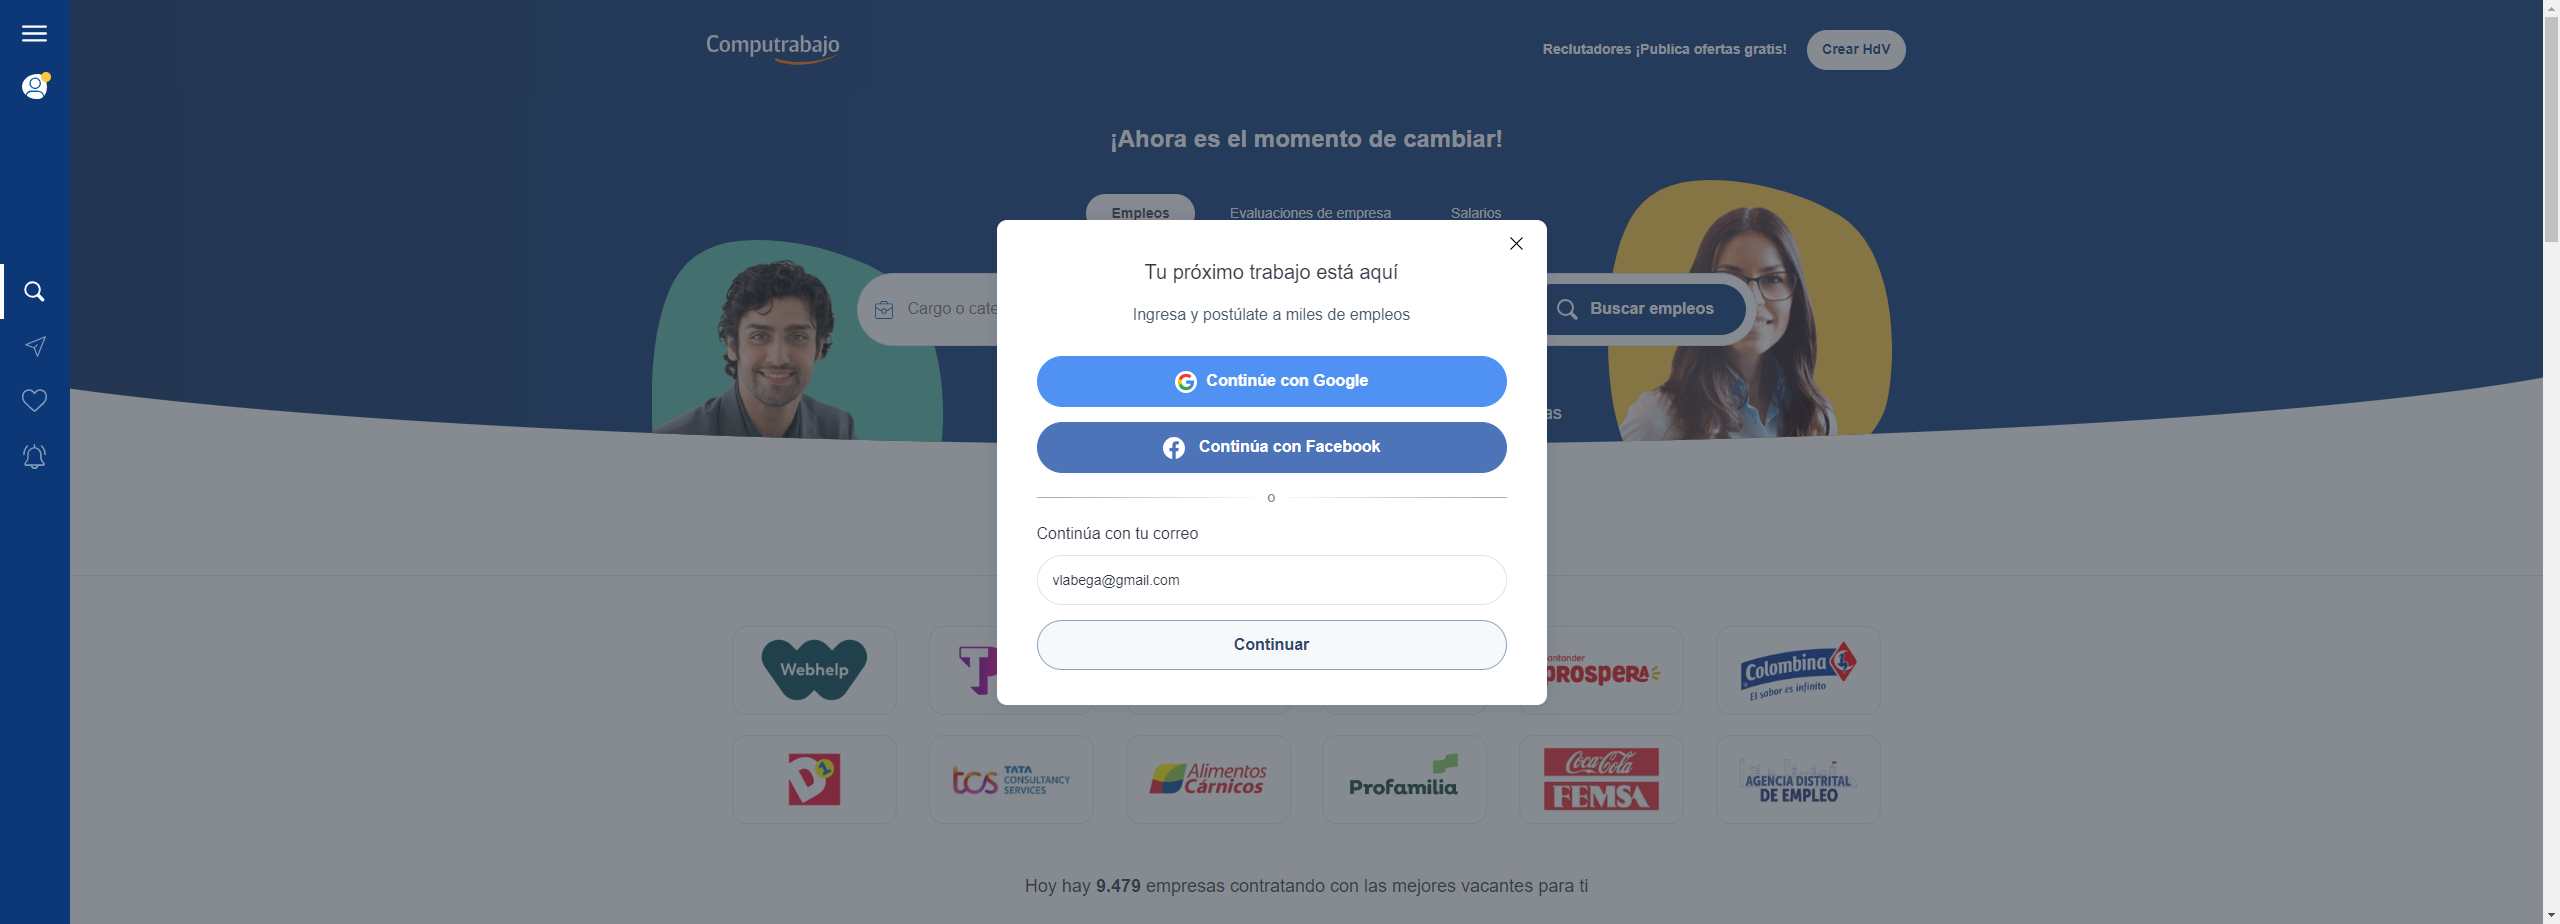 Computrabajo
Reclutadores ¡Publica ofertas gratis!
Crear HdV
¡Ahora es el momento de cambiar!
Empleos
Evaluaciones de empresa
Salarios
Tu próximo trabajo está aquí
Ingresa y postúlate a miles de empleos
Cargo o cate
Buscar empleos
Continúe con Google
Continúa con Facebook
as
o
Continúa con tu correo
vlabega@gmail.com
Continuar
Webhelp
TP
antander
PROSPERA
Colombina
El sabor es infinito
D1
tcs TATA
CONSULTANCY
SERVICES
Alimentos
Cárnicos
Profamilia
Coca-Cola
FEMSA
AGENCIA DISTRITAL
DE EMPLEO
Hoy hay 9.479 empresas contratando con las mejores vacantes para ti